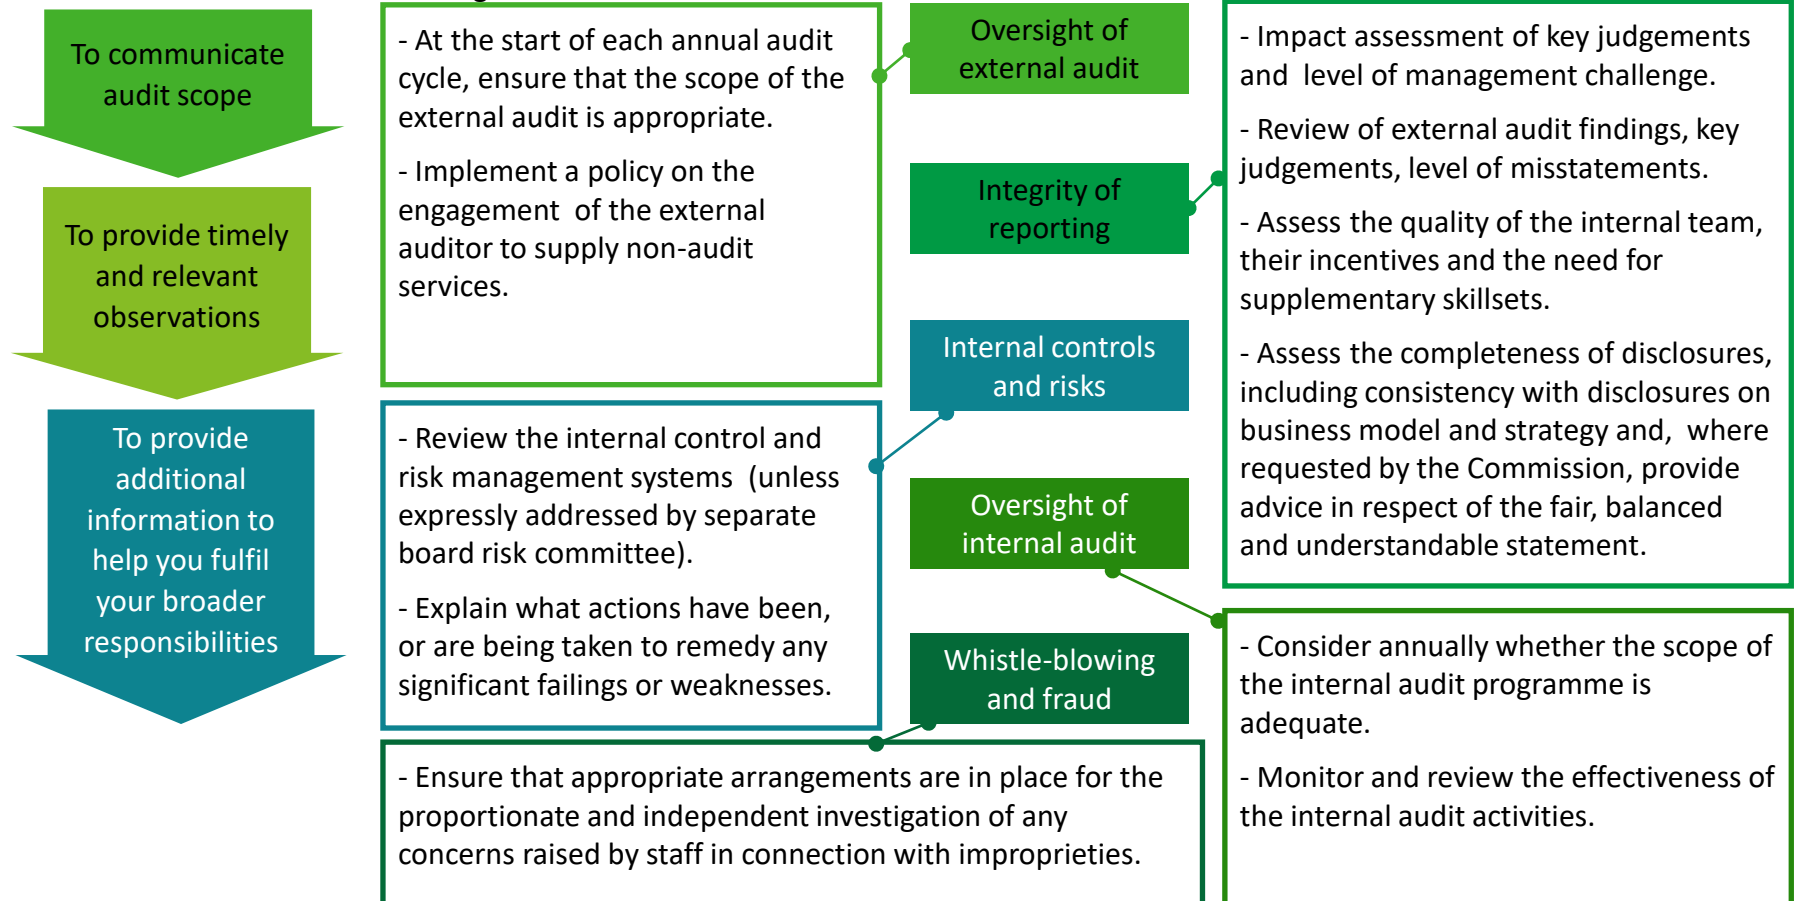 To communicate
audit scope
To provide timely
and relevant
observations
To provide
additional
information to
help you fulfil
your broader
responsibilities
- At the start of each annual audit
cycle, ensure that the scope of the
external audit is appropriate.
- Implement a policy on the
engagement of the external
auditor to supply non-audit
services.
- Review the internal control and
risk management systems (unless
expressly addressed by separate
board risk committee).
- Explain what actions have been,
or are being taken to remedy any
significant failings or weaknesses.
- Ensure that appropriate arrangements are in place for the
proportionate and independent investigation of any
concerns raised by staff in connection with improprieties.
Oversight of
external audit
Integrity of
reporting
Internal controls
and risks
Oversight of
internal audit
Whistle-blowing
and fraud
- Impact assessment of key judgements
and level of management challenge.
- Review of external audit findings, key
judgements, level of misstatements.
- Assess the quality of the internal team,
their incentives and the need for
supplementary skillsets.
- Assess the completeness of disclosures,
including consistency with disclosures on
business model and strategy and, where
requested by the Commission, provide
advice in respect of the fair, balanced
and understandable statement.
- Consider annually whether the scope of
the internal audit programme is
adequate.
- Monitor and review the effectiveness of
the internal audit activities.